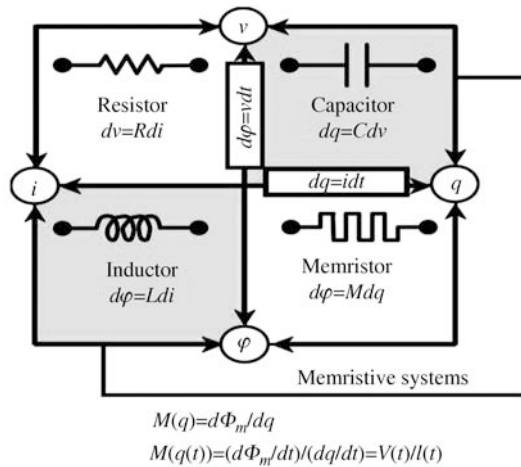 v
Resistor
dv=Rdi
dφ=vdt
Capacitor
dq=Cdv
i
dq=idt
q
Inductor
dφ=Ldi
Memristor
dφ=Mdq
φ
Memristive systems
M(q)=dΦₘ/dq
M(q(t))=(dΦₘ/dt)/(dq/dt)=V(t)/I(t)